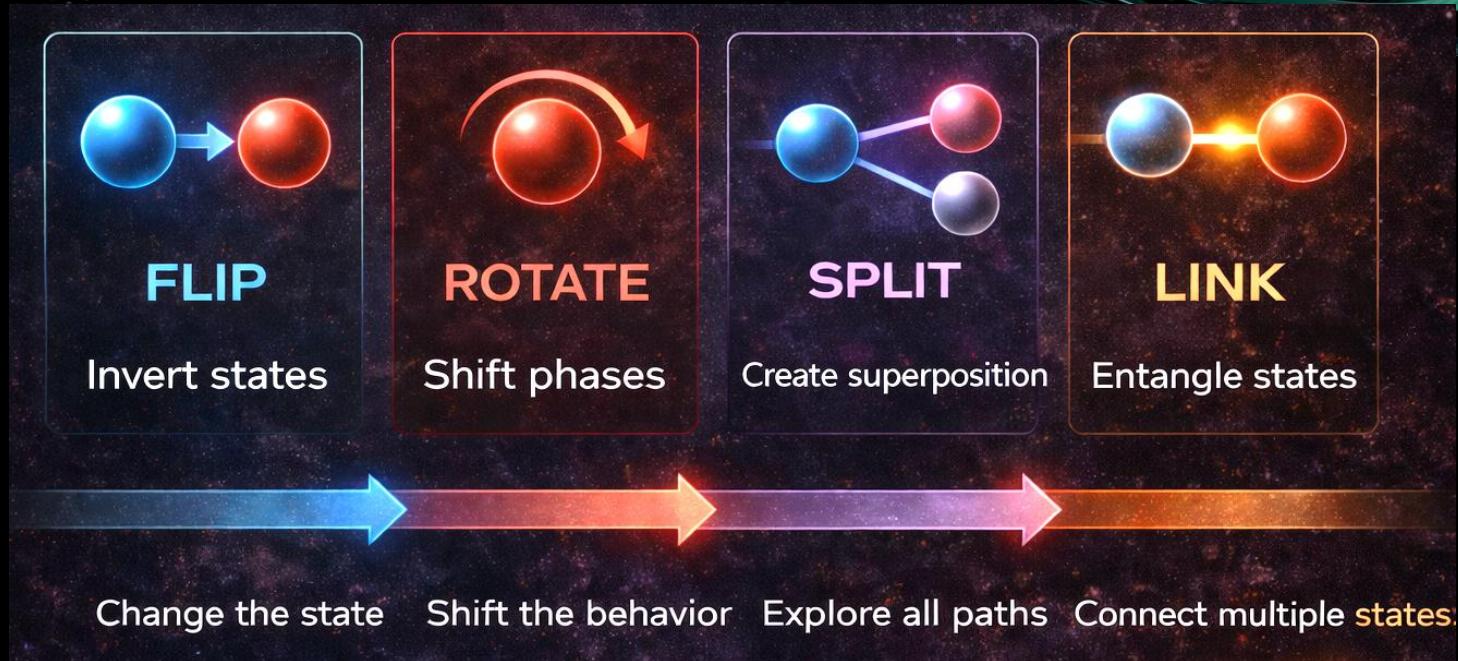 FLIP
Invert states
ROTATE
Shift phases
SPLIT
Create superposition
LINK
Entangle states
Change the state
Shift the behavior
Explore all paths
Connect multiple states.